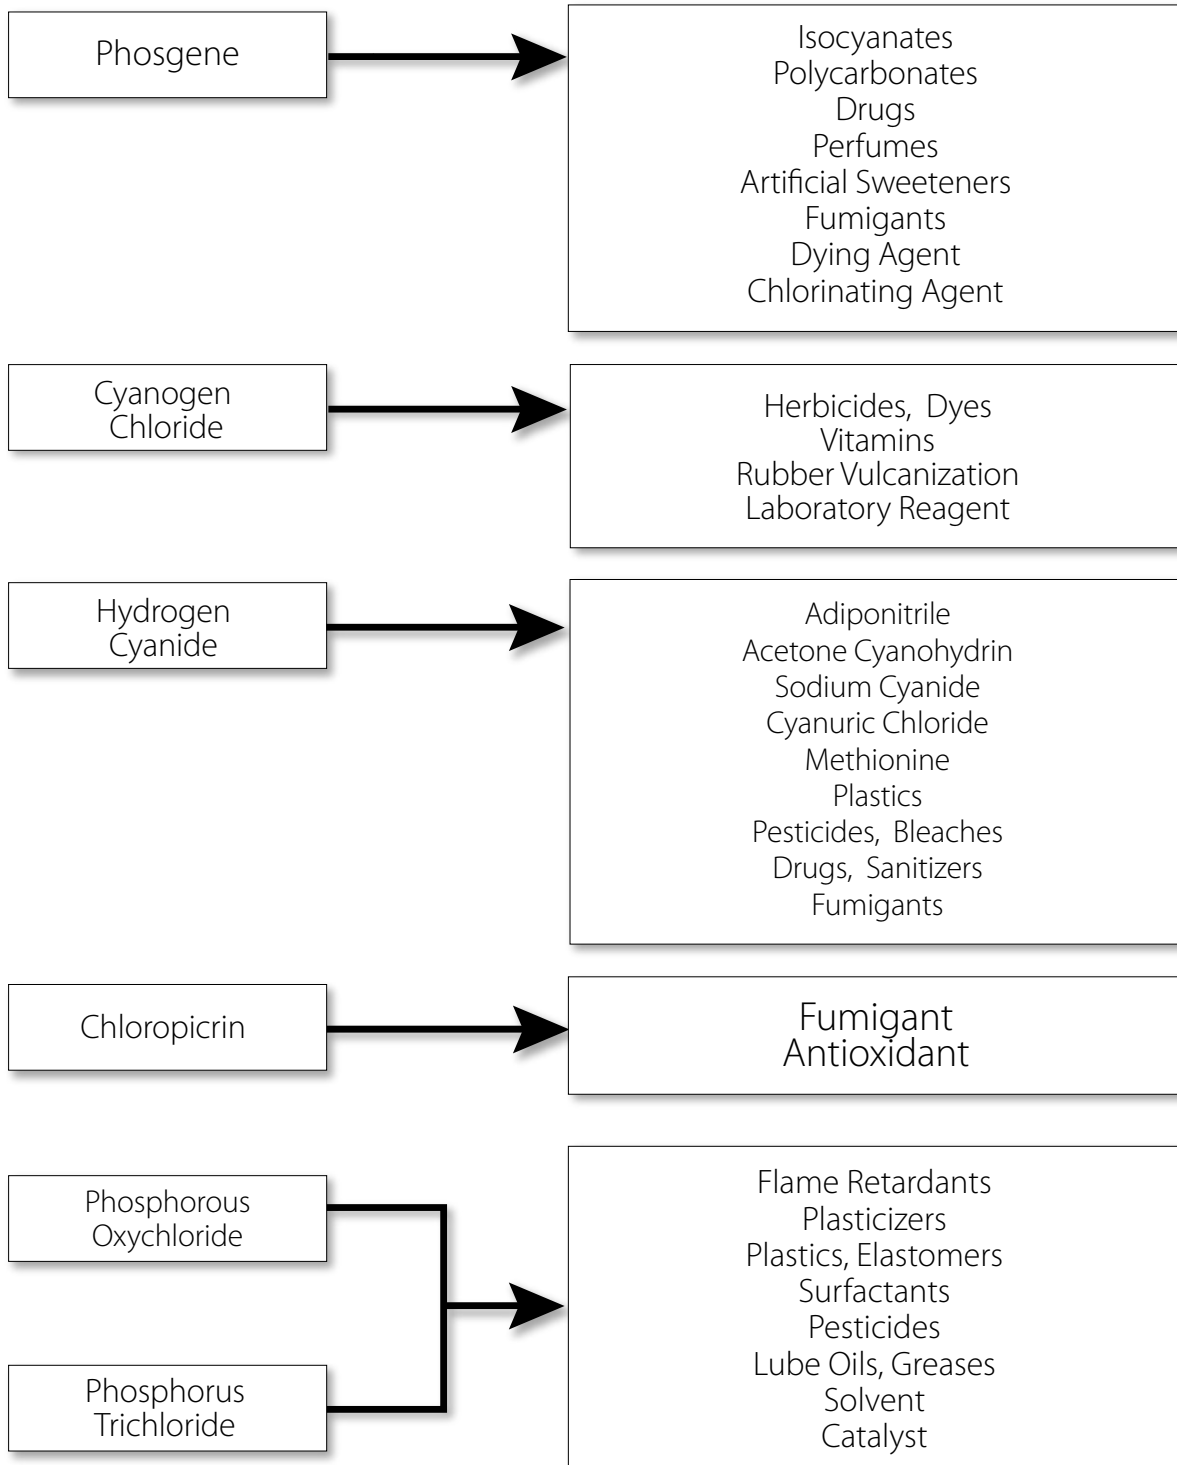 Phosgene
Isocyanates
Polycarbonates
Drugs
Perfumes
Artificial Sweeteners
Fumigants
Dying Agent
Chlorinating Agent
Cyanogen
Chloride
Herbicides, Dyes
Vitamins
Rubber Vulcanization
Laboratory Reagent
Hydrogen
Cyanide
Adiponitrile
Acetone Cyanohydrin
Sodium Cyanide
Cyanuric Chloride
Methionine
Plastics
Pesticides, Bleaches
Drugs, Sanitizers
Fumigants
Chloropicrin
Fumigant
Antioxidant
Phosphorous
Oxychloride
Phosphorus
Trichloride
Flame Retardants
Plasticizers
Plastics, Elastomers
Surfactants
Pesticides
Lube Oils, Greases
Solvent
Catalyst